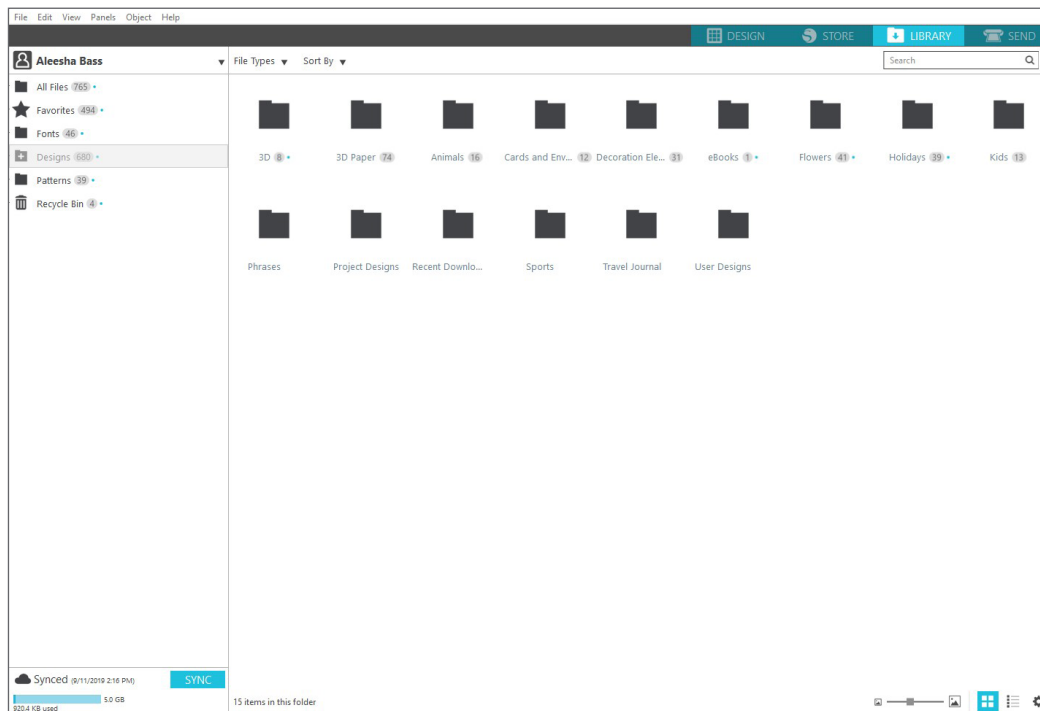 File Edit View Panels Object Help
DESIGN STORE LIBRARY SEND
Aleesha Bass File Types Sort By Search
All Files 765
Favorites 494
Fonts 46
Designs 680
Patterns 39
Recycle Bin 4
3D 8 3D Paper 74 Animals 16 Cards and Env... 12 Decoration Ele... 31 eBooks 1 Flowers 41 Holidays 39 Kids 13
Phrases Project Designs Recent Downlo... Sports Travel Journal User Designs
Synced (9/11/2019 2:16 PM) SYNC
5.0 GB
920.4 KB used
15 items in this folder